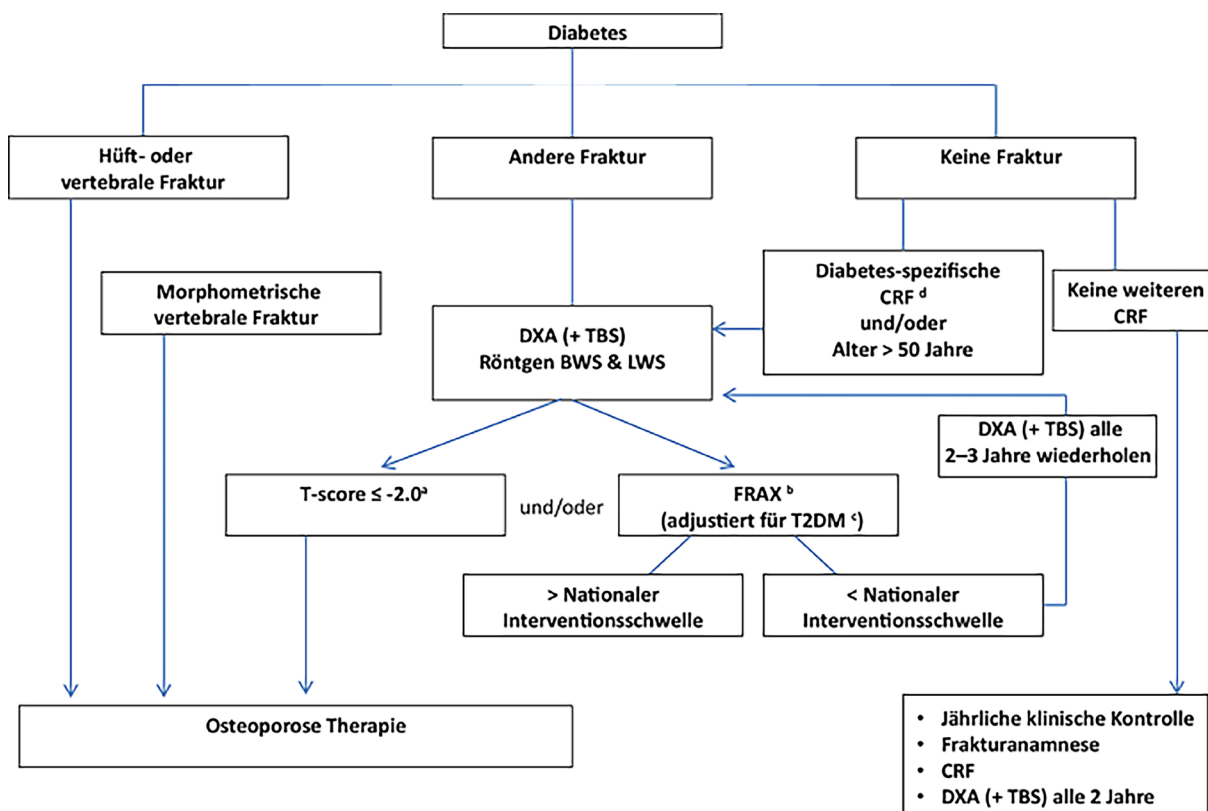 Diabetes
Hüft- oder
vertebrale Fraktur
Andere Fraktur
Keine Fraktur
Morphometrische
vertebrale Fraktur
DXA (+ TBS)
Röntgen BWS & LWS
Diabetes-spezifische
CRF ᵈ
und/oder
Alter > 50 Jahre
Keine weiteren
CRF
DXA (+ TBS) alle
2–3 Jahre wiederholen
T-score ≤ -2.0ᵃ
und/oder
FRAX ᵇ
(adjustiert für T2DM ᶜ)
> Nationaler
Interventionsschwelle
< Nationaler
Interventionsschwelle
Osteoporose Therapie
• Jährliche klinische Kontrolle
• Frakturanamnese
• CRF
• DXA (+ TBS) alle 2 Jahre